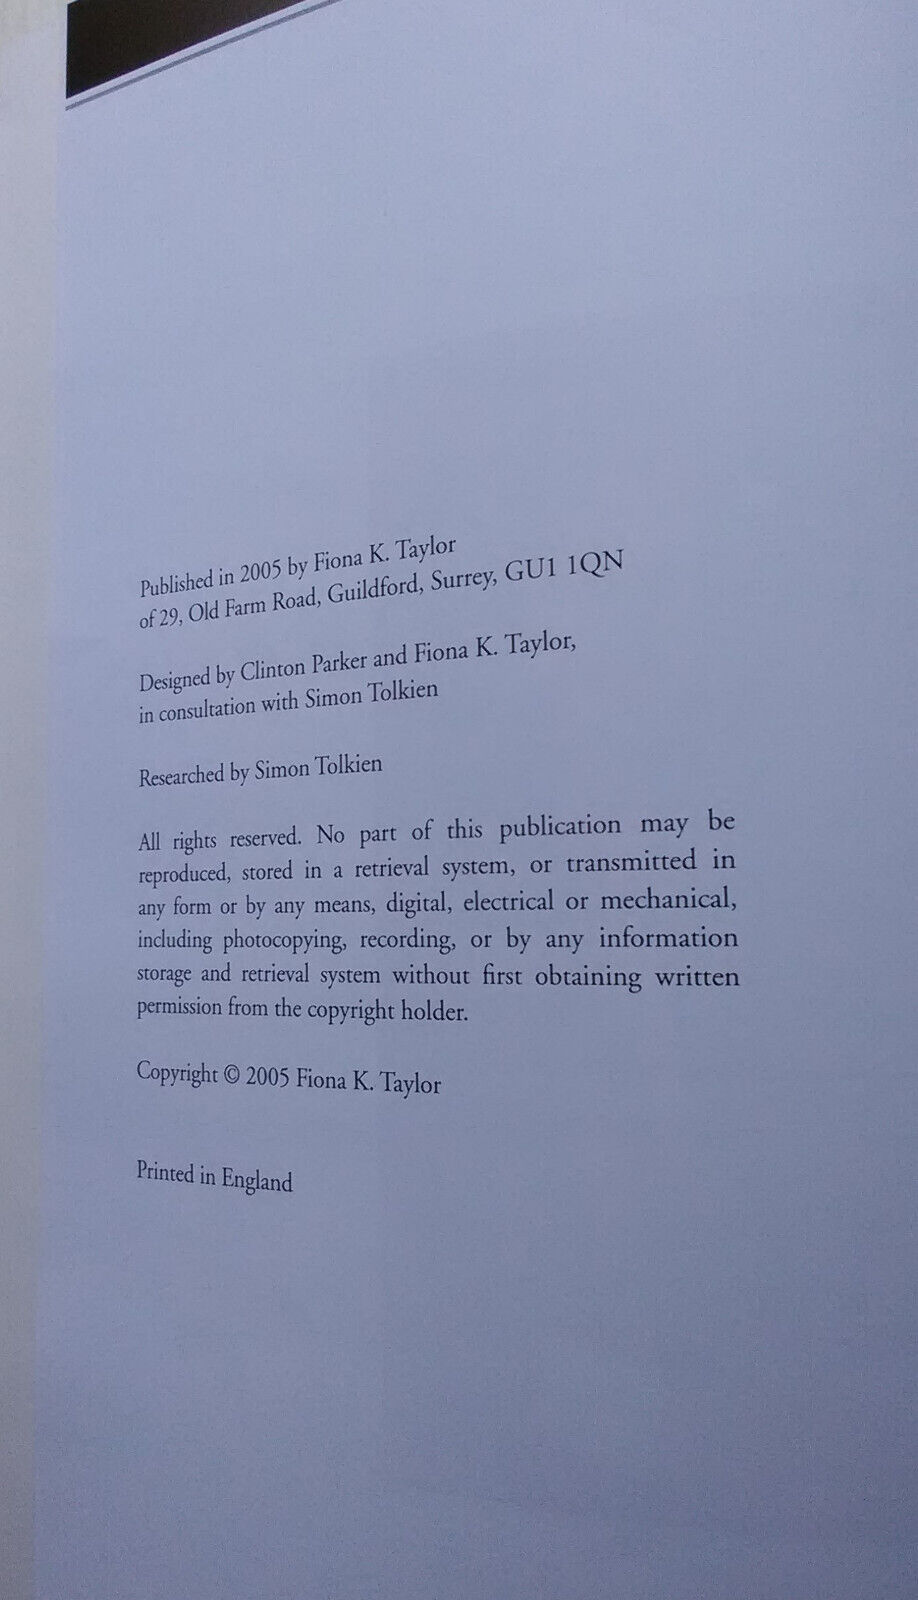 Published in 2005 by Fiona K. Taylor
of 29, Old Farm Road, Guildford, Surrey, GU1 1QN
Designed by Clinton Parker and Fiona K. Taylor,
in consultation with Simon Tolkien
Researched by Simon Tolkien
All rights reserved. No part of this publication may be
reproduced, stored in a retrieval system, or transmitted in
any form or by any means, digital, electrical or mechanical,
including photocopying, recording, or by any information
storage and retrieval system without first obtaining written
permission from the copyright holder.
Copyright © 2005 Fiona K. Taylor
Printed in England